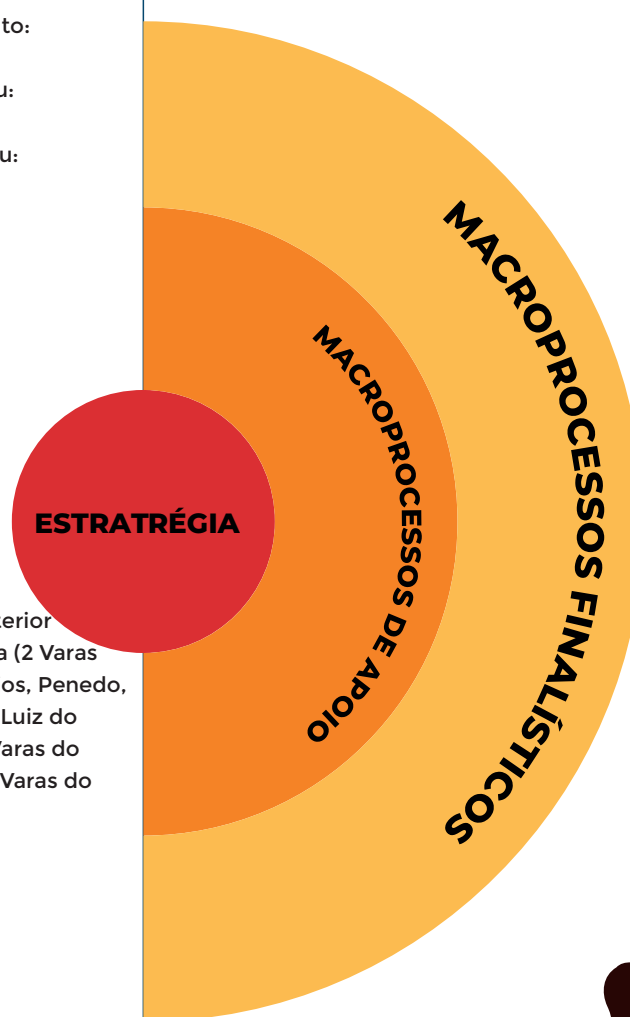 to:
u:
u:
MACROPROCESSOS FINALÍSTICOS
MACROPROCESSOS DE APOIO
ESTRATRÉGIA
terior
a (2 Varas
os, Penedo,
Luiz do
Varas do
Varas do